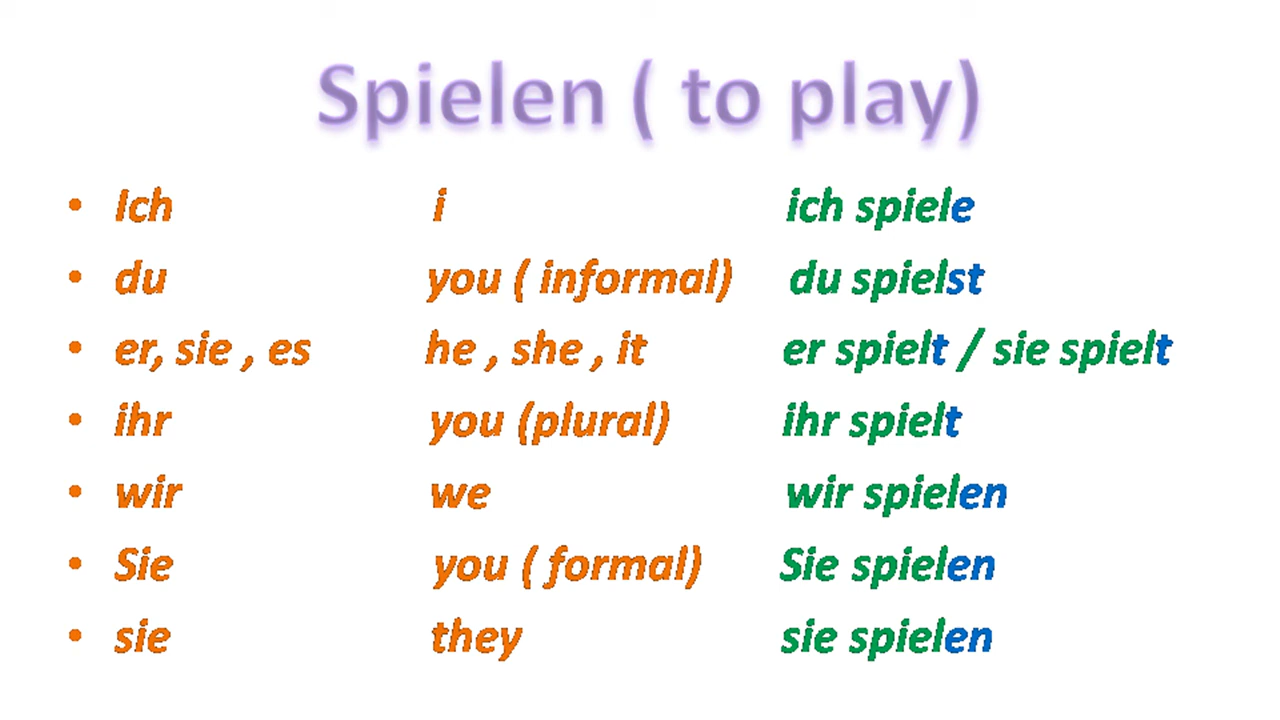 Spielen ( to play)
• Ich i ich spiele
• du you ( informal) du spielst
• er, sie , es he , she , it er spielt / sie spielt
• ihr you (plural) ihr spielt
• wir we wir spielen
• Sie you ( formal) Sie spielen
• sie they sie spielen